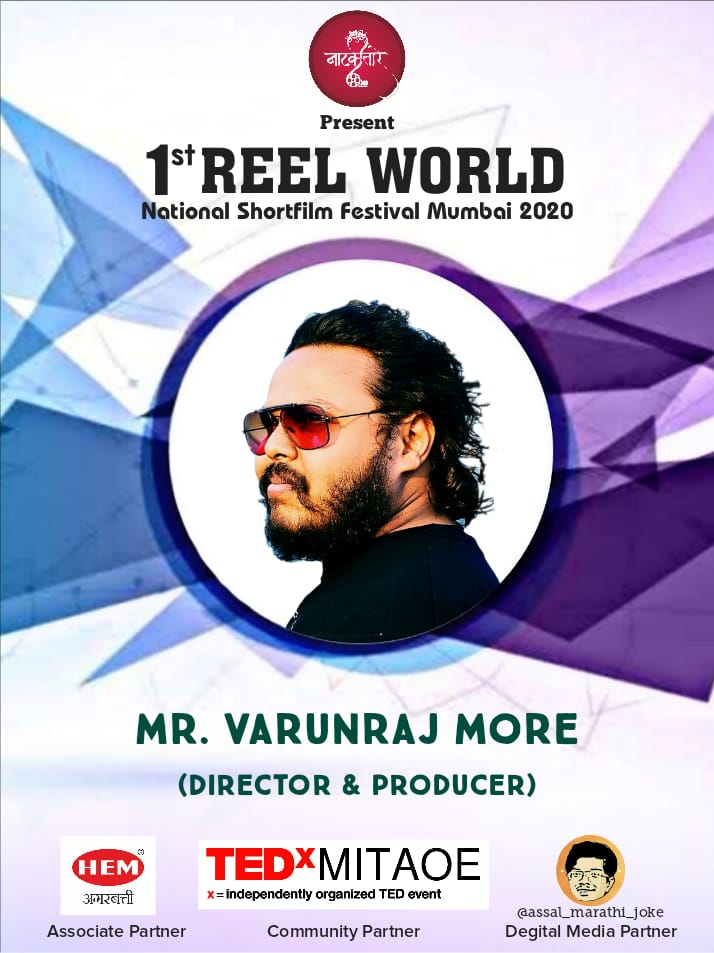 नाटकतोरे
Present
1st REEL WORLD
National Shortfilm Festival Mumbai 2020
MR. VARUNRAJ MORE
(DIRECTOR & PRODUCER)
HEM ®
अगरबत्ती
TEDxMITAOE
x = independently organized TED event
@assal_marathi_joke
Associate Partner
Community Partner
Degital Media Partner